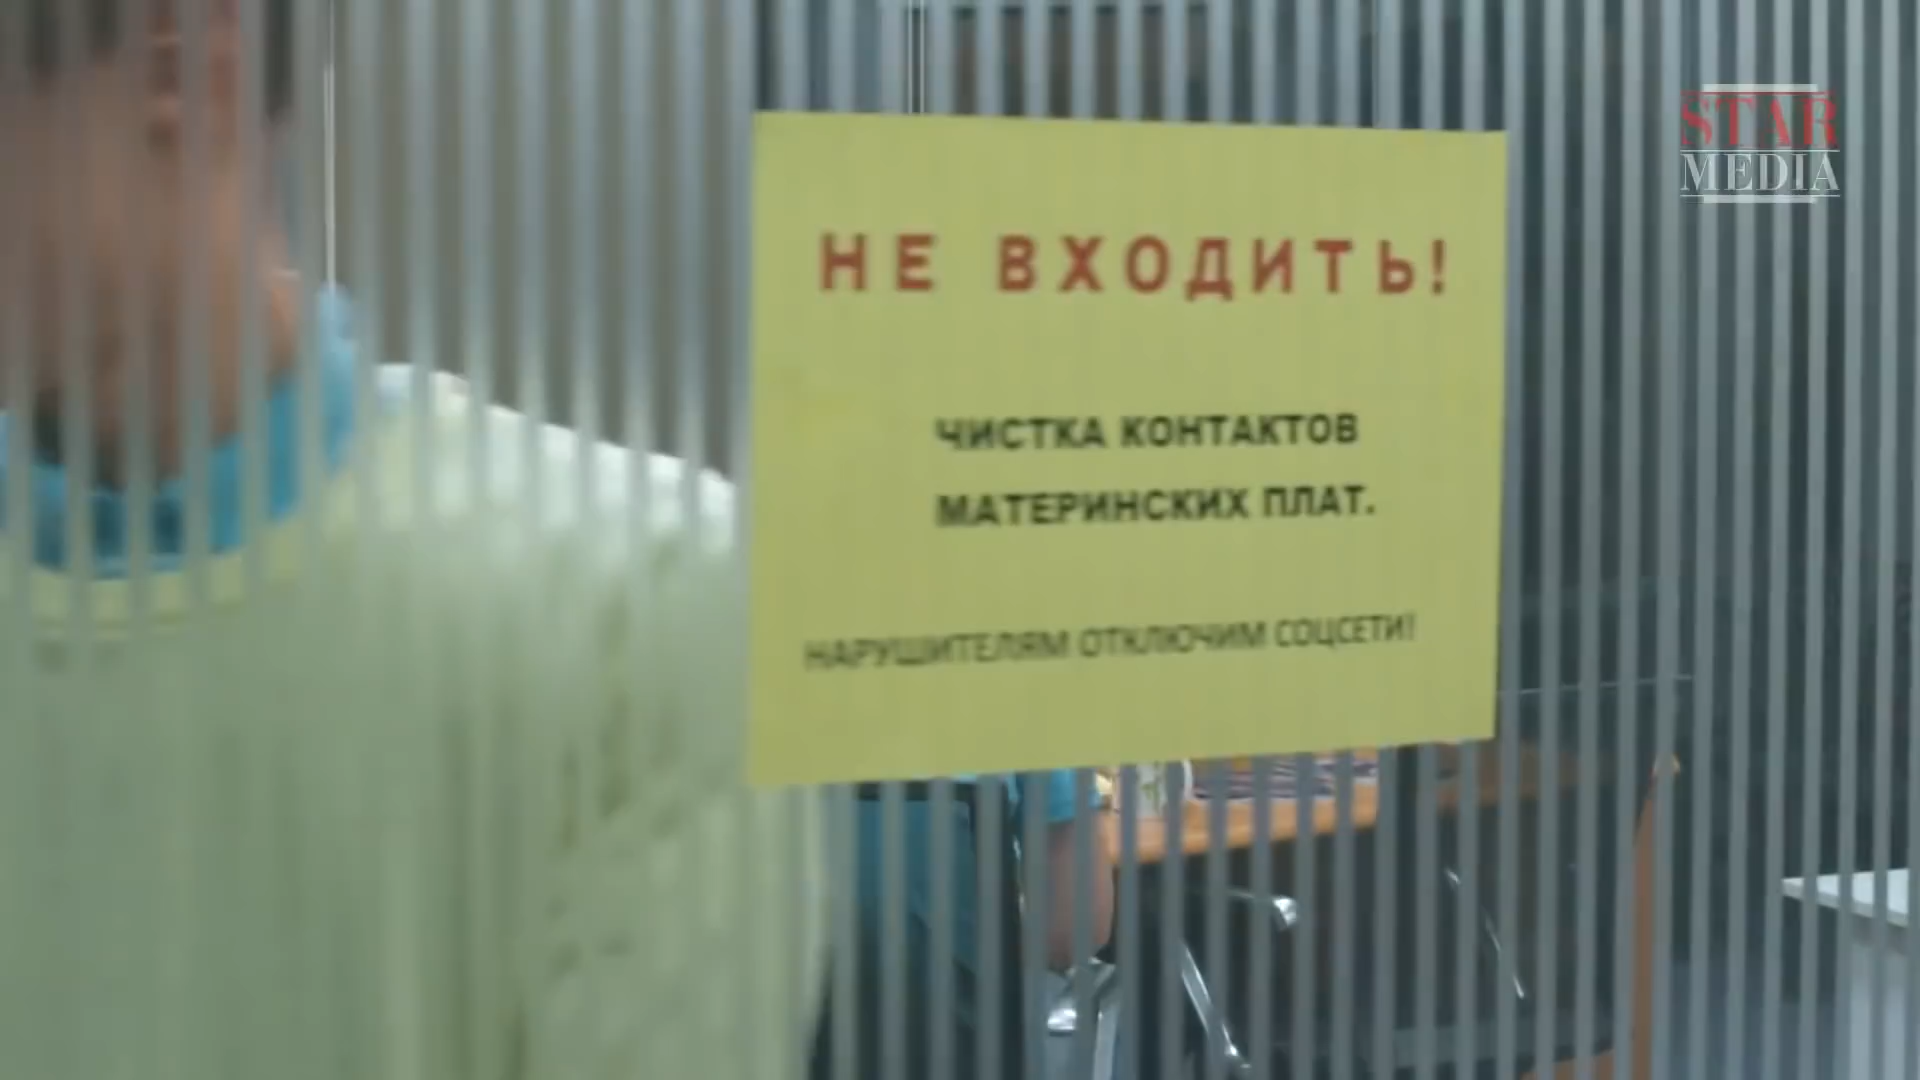 STAR
MEDIA
НЕ ВХОДИТЬ!
ЧИСТКА КОНТАКТОВ
МАТЕРИНСКИХ ПЛАТ.
НАРУШИТЕЛЯМ ОТКЛЮЧИМ СОЦСЕТИ!